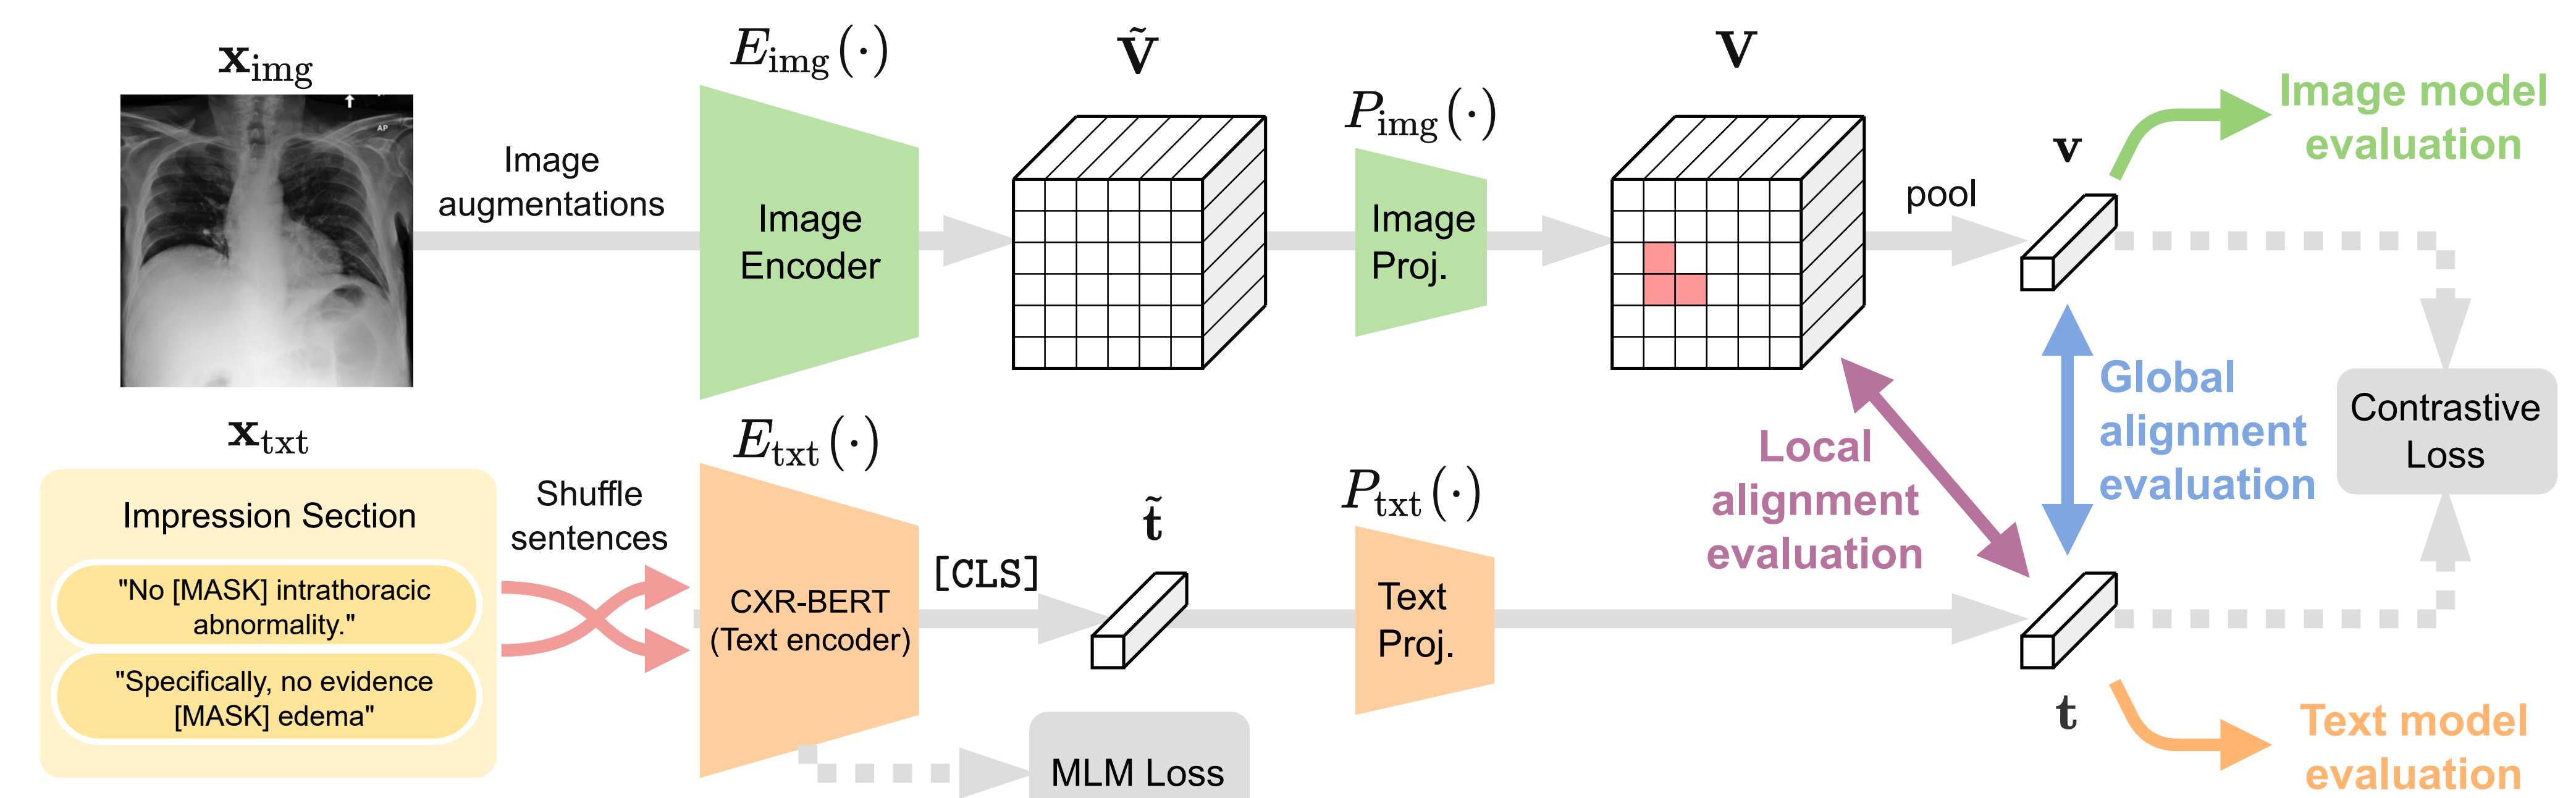 x_img
AP
Image
augmentations
E_img(·)
Image
Encoder
Ṽ
P_img(·)
Image
Proj.
V
pool
v
Image model
evaluation
x_txt
Impression Section
"No [MASK] intrathoracic
abnormality."
"Specifically, no evidence
[MASK] edema"
Shuffle
sentences
E_txt(·)
CXR-BERT
(Text encoder)
[CLS]
t̃
MLM Loss
P_txt(·)
Text
Proj.
Local
alignment
evaluation
Global
alignment
evaluation
Contrastive
Loss
t
Text model
evaluation